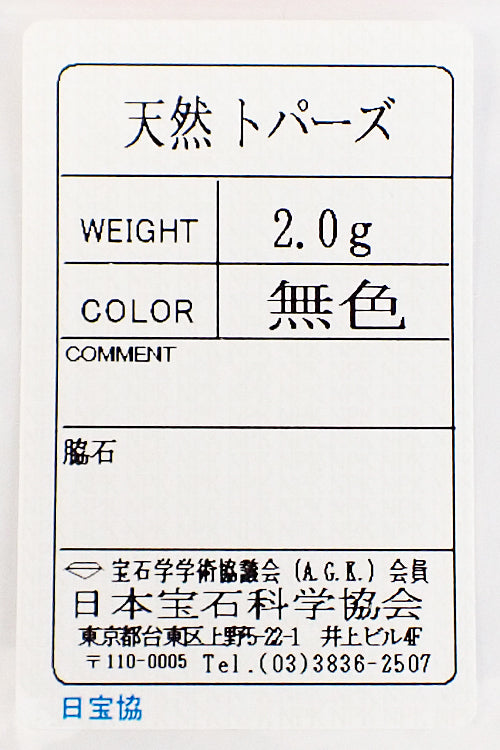 天然 トパーズ
WEIGHT 2.0g
COLOR 無色
COMMENT
脇石
宝石学学術協議会 (A.G.K.) 会員
日本宝石科学協会
東京都台東区上野5-22-1 井上ビル4F
〒110-0005 Tel.(03)3836-2507
日宝協